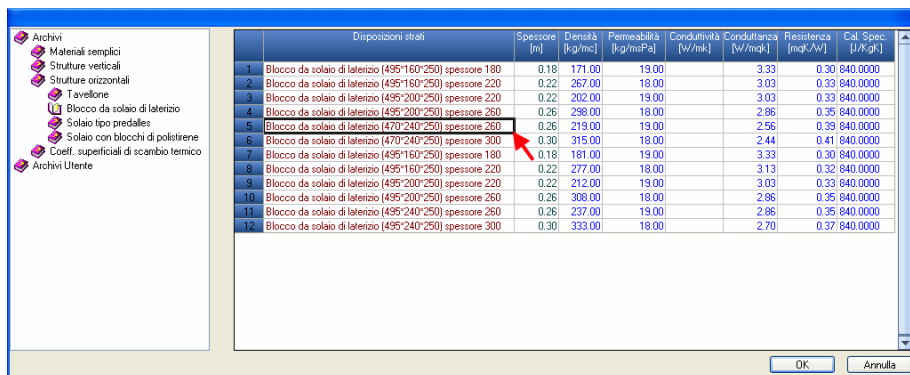 Archivi
Materiali semplici
Strutture verticali
Strutture orizzontali
Tavellone
Blocco da solaio di laterizio
Solaio tipo predalles
Solaio con blocchi di polistirene
Coeff. superficiali di scambio termico
Archivi Utente
Disposizioni strati Spessore [m] Densità [kg/mc] Permeabilità [kg/msPa] Conduttività [W/mk] Conduttanza [W/mqk] Resistenza [mqK/W] Cal. Spec. [J/KgK]
1 Blocco da solaio di laterizio (495*160*250) spessore 180 0.18 171.00 19.00 3.33 0.30 840.0000
2 Blocco da solaio di laterizio (495*160*250) spessore 220 0.22 267.00 18.00 3.03 0.33 840.0000
3 Blocco da solaio di laterizio (495*200*250) spessore 220 0.22 202.00 19.00 3.03 0.33 840.0000
4 Blocco da solaio di laterizio (495*200*250) spessore 260 0.26 298.00 18.00 2.86 0.35 840.0000
5 Blocco da solaio di laterizio (470*240*250) spessore 260 0.26 219.00 19.00 2.56 0.39 840.0000
6 Blocco da solaio di laterizio (470*240*250) spessore 300 0.30 315.00 18.00 2.44 0.41 840.0000
7 Blocco da solaio di laterizio (495*160*250) spessore 180 0.18 181.00 19.00 3.33 0.30 840.0000
8 Blocco da solaio di laterizio (495*160*250) spessore 220 0.22 277.00 18.00 3.13 0.32 840.0000
9 Blocco da solaio di laterizio (495*200*250) spessore 220 0.22 212.00 19.00 3.03 0.33 840.0000
10 Blocco da solaio di laterizio (495*200*250) spessore 260 0.26 308.00 18.00 2.86 0.35 840.0000
11 Blocco da solaio di laterizio (495*240*250) spessore 260 0.26 237.00 19.00 2.86 0.35 840.0000
12 Blocco da solaio di laterizio (495*240*250) spessore 300 0.30 333.00 18.00 2.70 0.37 840.0000
OK Annulla